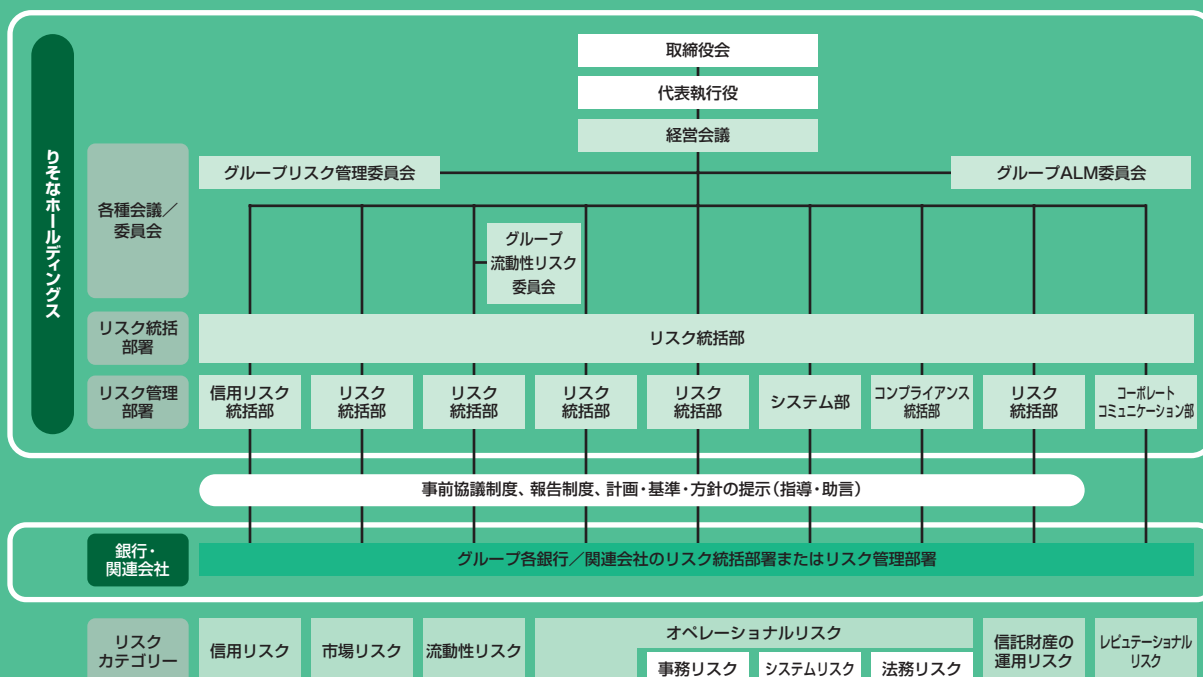 りそなホールディングス
取締役会
代表執行役
経営会議
グループリスク管理委員会
グループALM委員会
各種会議／
委員会
グループ
流動性リスク
委員会
リスク統括
部署
リスク統括部
リスク管理
部署
信用リスク
統括部
リスク
統括部
リスク
統括部
リスク
統括部
リスク
統括部
システム部
コンプライアンス
統括部
リスク
統括部
コーポレート
コミュニケーション部
事前協議制度、報告制度、計画・基準・方針の提示（指導・助言）
銀行・
関連会社
グループ各銀行／関連会社のリスク統括部署またはリスク管理部署
リスク
カテゴリー
信用リスク
市場リスク
流動性リスク
オペレーショナルリスク
事務リスク
システムリスク
法務リスク
信託財産の
運用リスク
レピュテーショナル
リスク